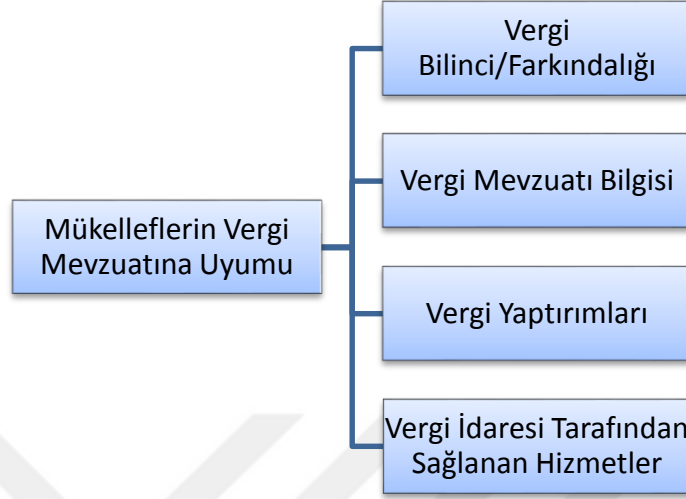 Vergi
Bilinci/Farkındalığı
Vergi Mevzuatı Bilgisi
Mükelleflerin Vergi
Mevzuatına Uyumu
Vergi Yaptırımları
Vergi İdaresi Tarafından
Sağlanan Hizmetler